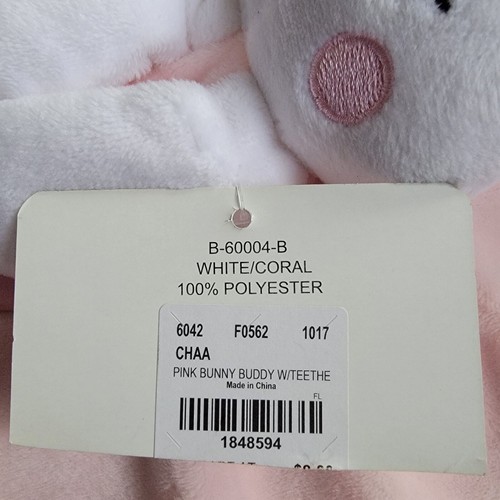 B-60004-B
WHITE/CORAL
100% POLYESTER
6042 F0562 1017
CHAA
PINK BUNNY BUDDY W/TEETHE
Made in China
FL
1848594